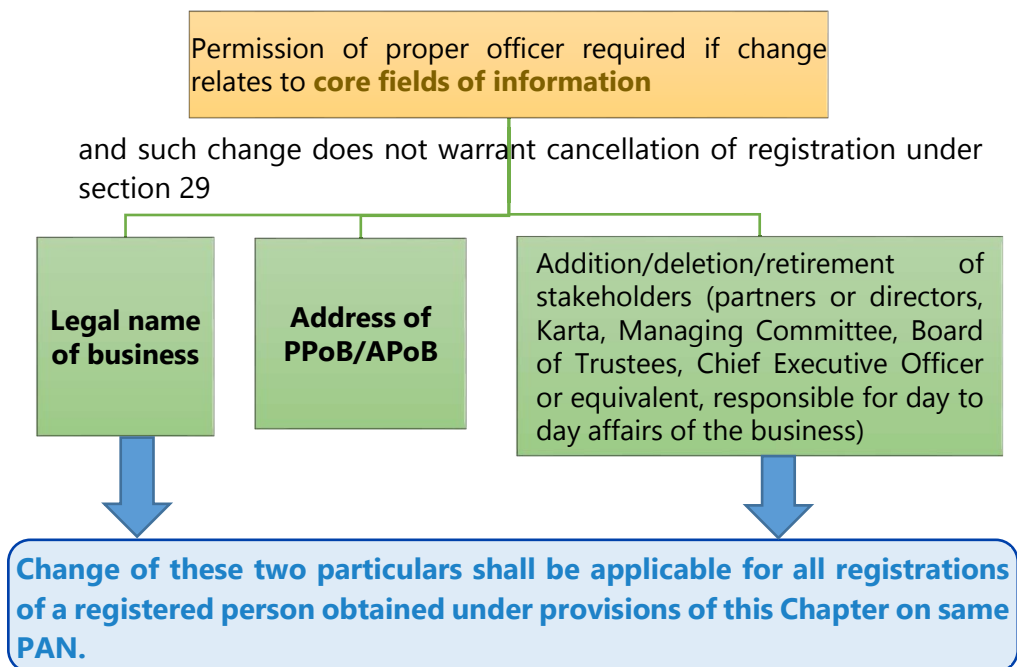 Permission of proper officer required if change
relates to core fields of information
and such change does not warrant cancellation of registration under
section 29
Legal name
of business
Address of
PPoB/APoB
Addition/deletion/retirement of
stakeholders (partners or directors,
Karta, Managing Committee, Board
of Trustees, Chief Executive Officer
or equivalent, responsible for day to
day affairs of the business)
Change of these two particulars shall be applicable for all registrations
of a registered person obtained under provisions of this Chapter on same
PAN.